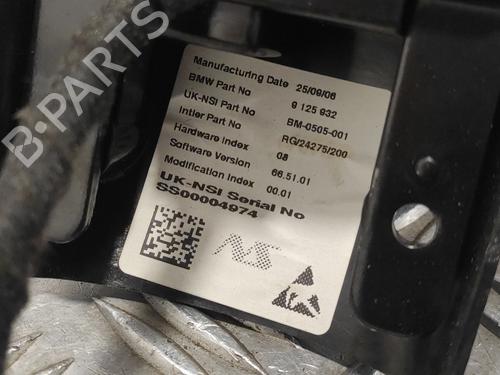 B-PARTS
Manufacturing Date 25/09/06
BMW Part No 9 125 932
UK-NSI Part No BM-0505-001
Intier Part No RG/24275/200
Hardware Index 08
Software Version 66.51.01
Modification Index 00.01
UK-NSI Serial No
SS00004974